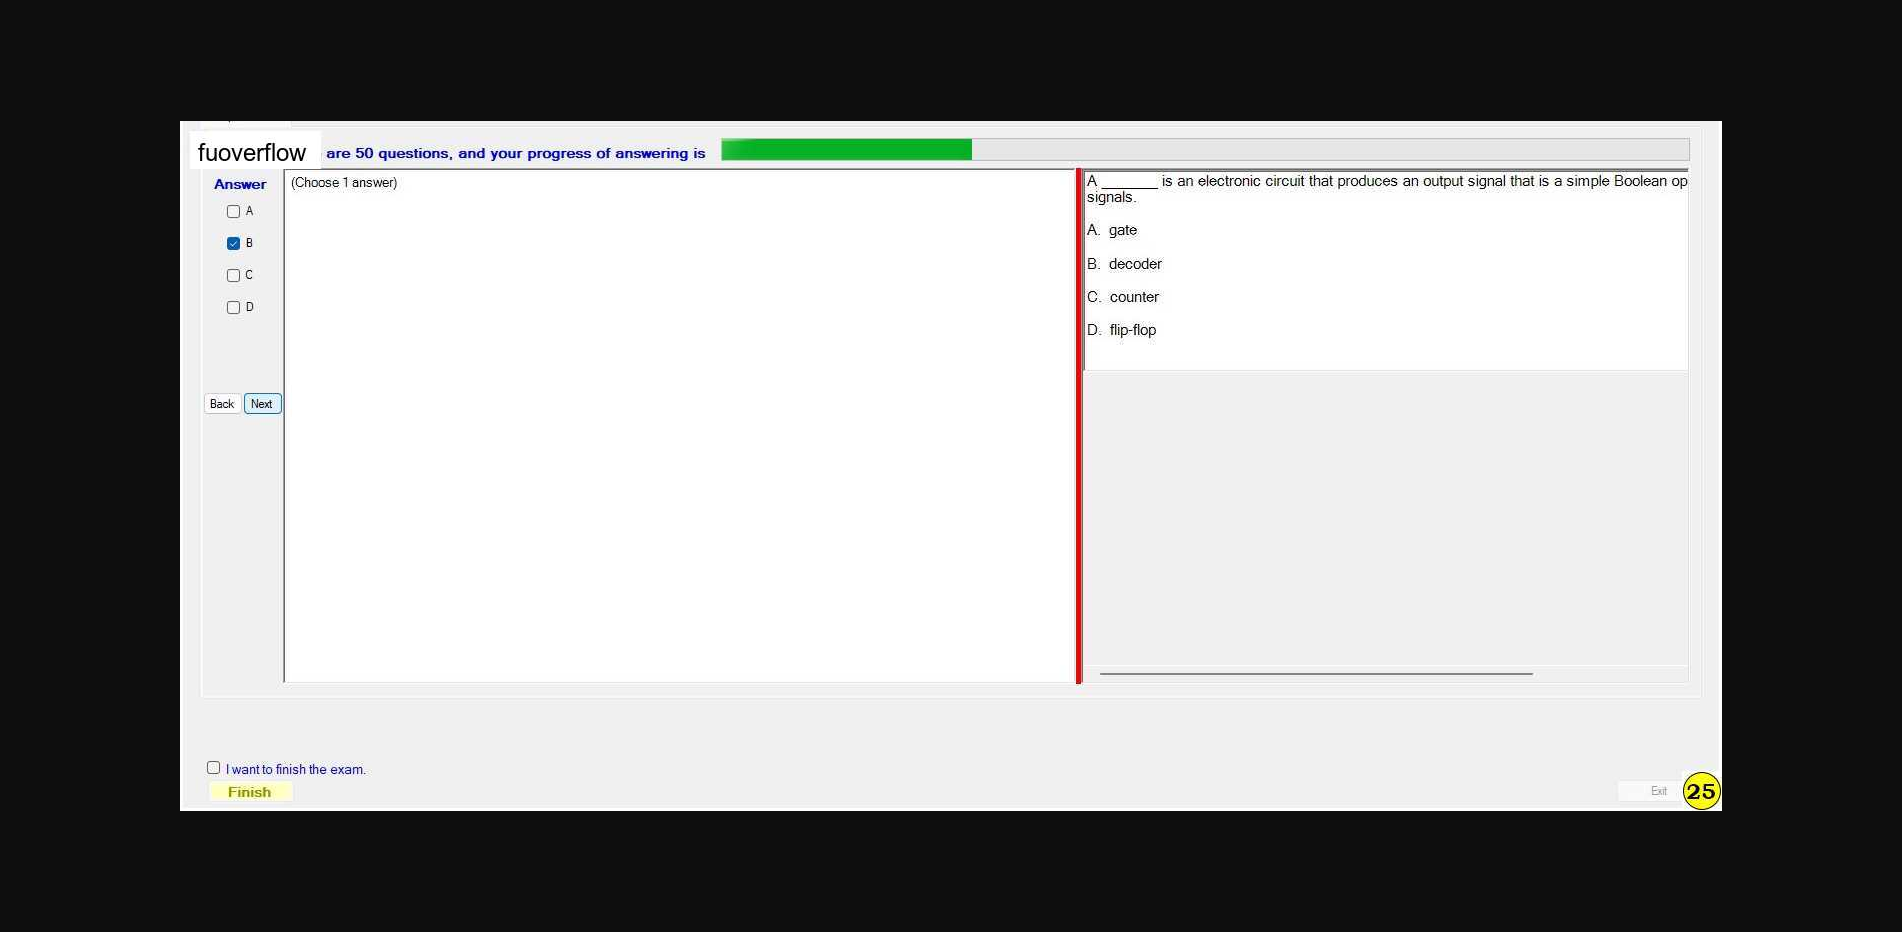 fuoverflow are 50 questions, and your progress of answering is
Answer
A
B
C
D
Back Next
(Choose 1 answer)
A _______ is an electronic circuit that produces an output signal that is a simple Boolean op
signals.
A. gate
B. decoder
C. counter
D. flip-flop
I want to finish the exam.
Finish
Exit
25